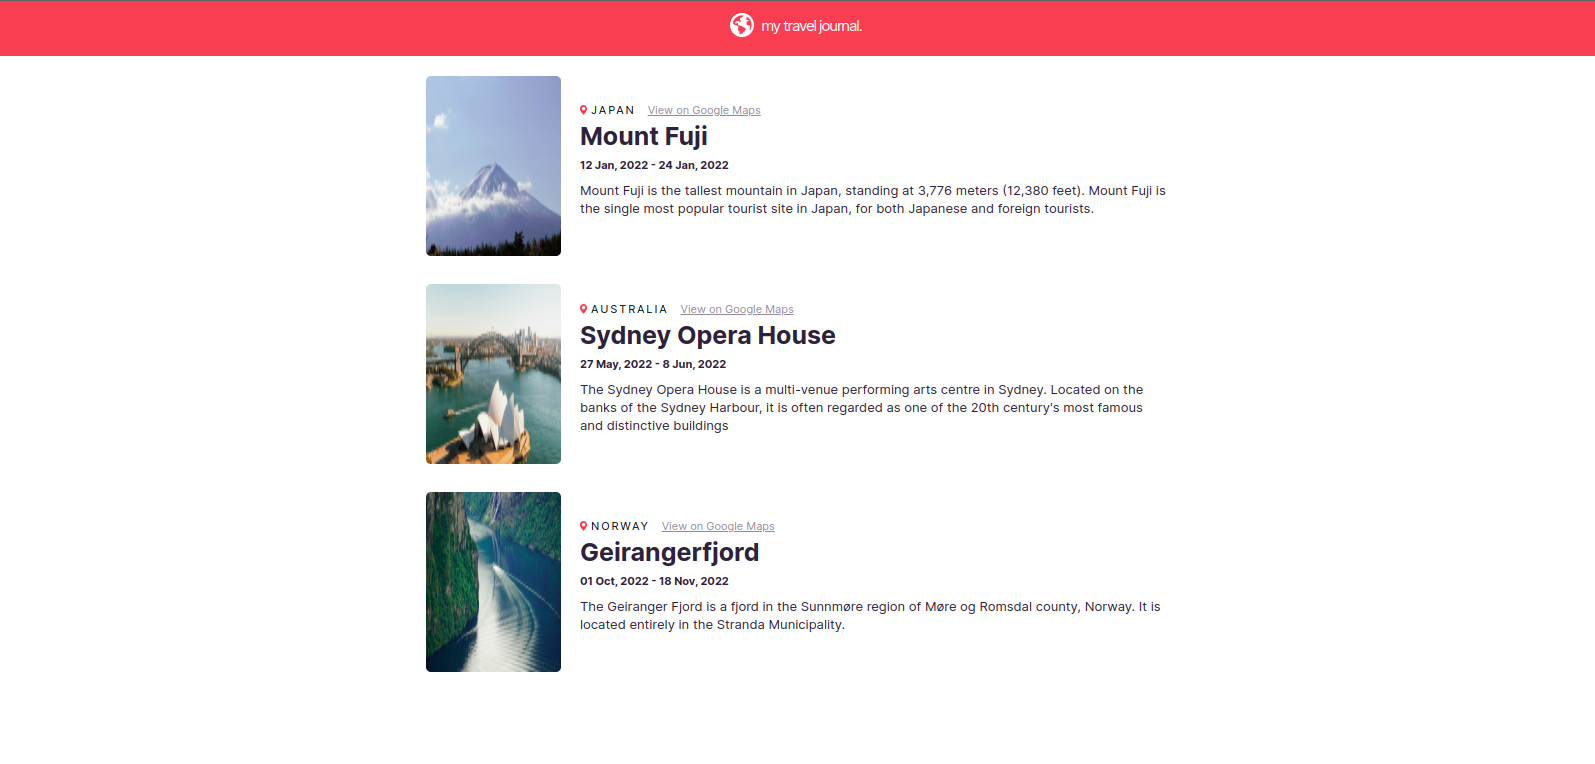 my travel journal.
JAPAN View on Google Maps
Mount Fuji
12 Jan, 2022 - 24 Jan, 2022
Mount Fuji is the tallest mountain in Japan, standing at 3,776 meters (12,380 feet). Mount Fuji is
the single most popular tourist site in Japan, for both Japanese and foreign tourists.
AUSTRALIA View on Google Maps
Sydney Opera House
27 May, 2022 - 8 Jun, 2022
The Sydney Opera House is a multi-venue performing arts centre in Sydney. Located on the
banks of the Sydney Harbour, it is often regarded as one of the 20th century's most famous
and distinctive buildings
NORWAY View on Google Maps
Geirangerfjord
01 Oct, 2022 - 18 Nov, 2022
The Geiranger Fjord is a fjord in the Sunnmøre region of Møre og Romsdal county, Norway. It is
located entirely in the Stranda Municipality.